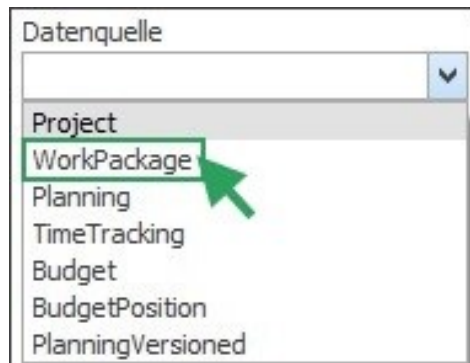 Datenquelle
Project
WorkPackage
Planning
TimeTracking
Budget
BudgetPosition
PlanningVersioned